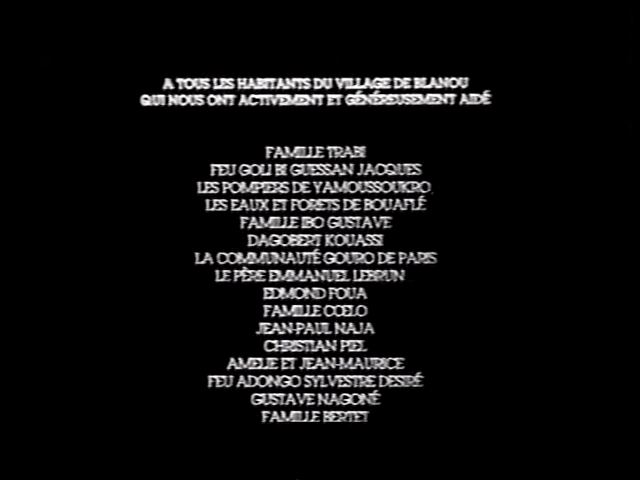 A TOUS LES HABITANTS DU VILLAGE DE BLANOU
QUI NOUS ONT ACTIVEMENT ET GÉNÉREUSEMENT AIDÉ
FAMILLE TRABI
FEU GOLI BI GUESSAN JACQUES
LES POMPIERS DE YAMOUSSOUKRO
LES EAUX ET FORETS DE BOUAFLÉ
FAMILLE IBO GUSTAVE
DAGOBERT KOUASSI
LA COMMUNAUTÉ GOURO DE PARIS
LE PÈRE EMMANUEL LEBRUN
EDMOND FOUA
FAMILLE CŒLO
JEAN-PAUL NAJA
CHRISTIAN PIEL
AMELIE ET JEAN-MAURICE
FEU ADONGO SYLVESTRE DESIRÉ
GUSTAVE NAGONÉ
FAMILLE BERTET